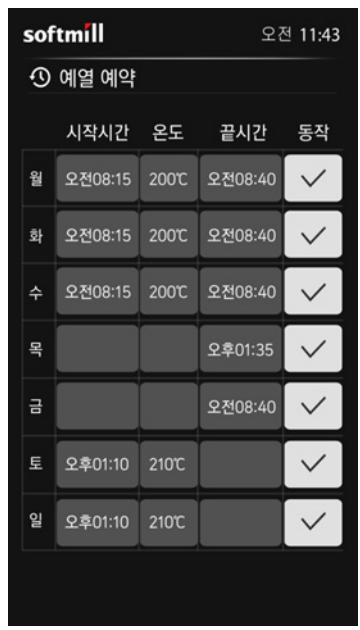 softmill 오전 11:43
예열 예약
시작시간 온도 끝시간 동작
월 오전08:15 200℃ 오전08:40
화 오전08:15 200℃ 오전08:40
수 오전08:15 200℃ 오전08:40
목 오후01:35
금 오전08:40
토 오후01:10 210℃
일 오후01:10 210℃